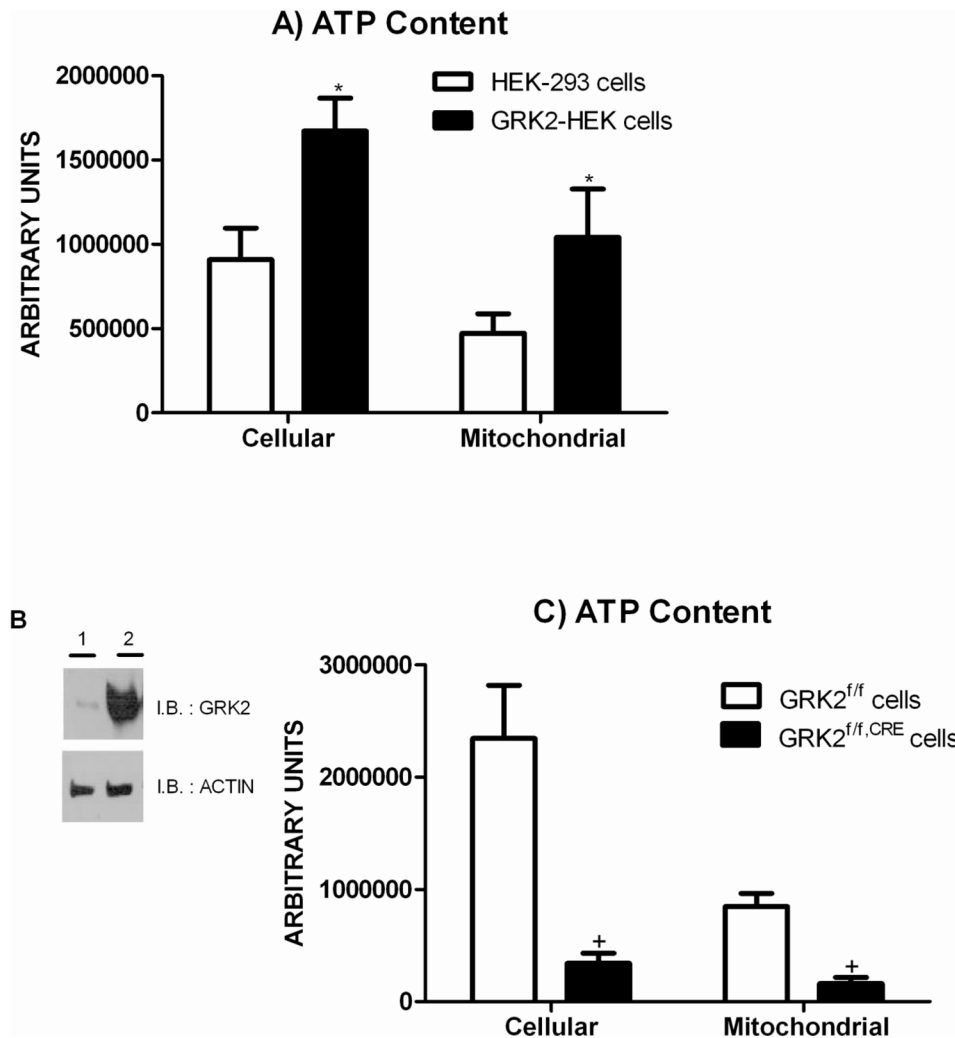 A) ATP Content
ARBITRARY UNITS
2000000
1500000
1000000
500000
0
HEK-293 cells
GRK2-HEK cells
*
*
Cellular Mitochondrial
B
1 2
I.B. : GRK2
I.B. : ACTIN
C) ATP Content
ARBITRARY UNITS
3000000
2000000
1000000
0
GRK2f/f cells
GRK2f/f,CRE cells
+
+
Cellular Mitochondrial